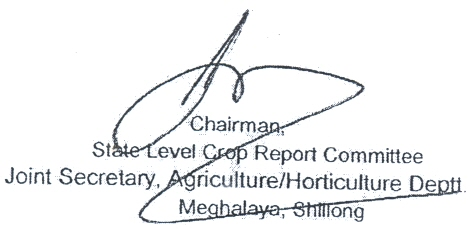 Chairman,
State Level Crop Report Committee
Joint Secretary, Agriculture/Horticulture Deptt.
Meghalaya, Shillong